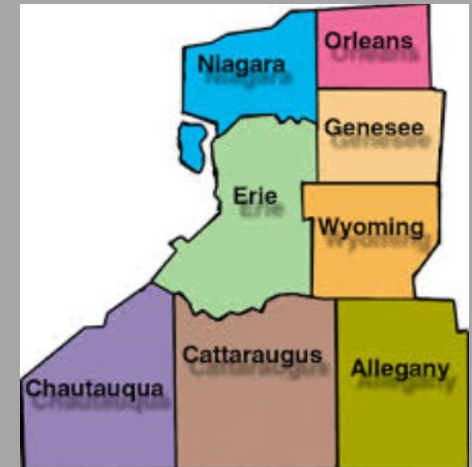 Orleans
Niagara
Genesee
Erie
Wyoming
Cattaraugus
Allegany
Chautauqua